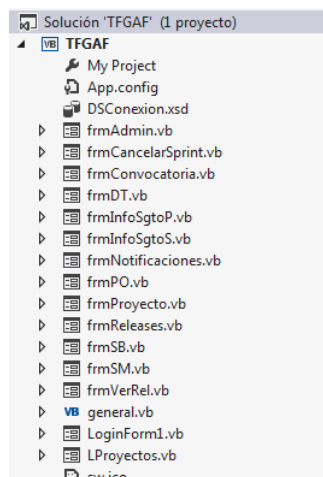 Solución 'TFGAF' (1 proyecto)
VB TFGAF
My Project
App.config
DSConexion.xsd
frmAdmin.vb
frmCancelarSprint.vb
frmConvocatoria.vb
frmDT.vb
frmInfoSgtoP.vb
frmInfoSgtoS.vb
frmNotificaciones.vb
frmPO.vb
frmProyecto.vb
frmReleases.vb
frmSB.vb
frmSM.vb
frmVerRel.vb
VB general.vb
LoginForm1.vb
LProyectos.vb